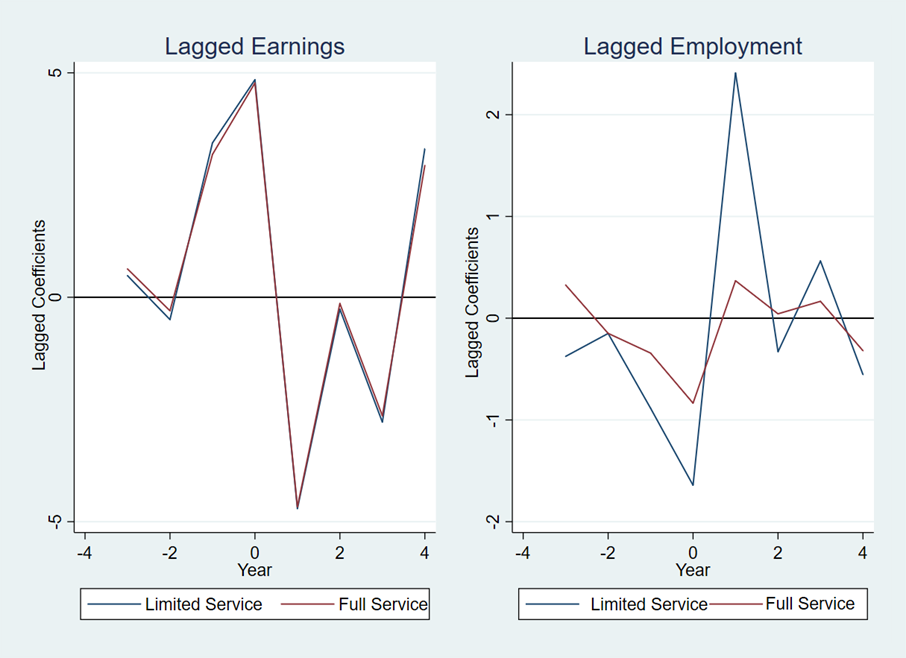 Lagged Earnings
Lagged Coefficients
5
0
-5
-4 -2 0 2 4
Year
Limited Service Full Service
Lagged Employment
Lagged Coefficients
2
1
0
-1
-2
-4 -2 0 2 4
Year
Limited Service Full Service